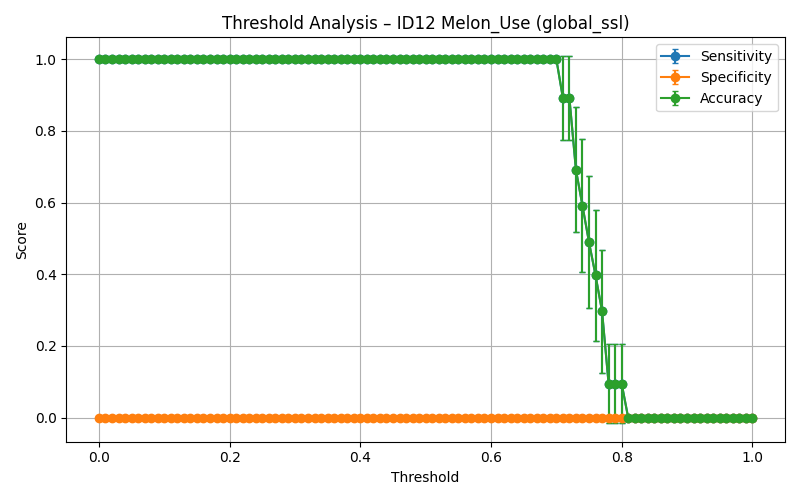 Threshold Analysis – ID12 Melon_Use (global_ssl)
Sensitivity
Specificity
Accuracy
Score
1.0
0.8
0.6
0.4
0.2
0.0
0.0 0.2 0.4 0.6 0.8 1.0
Threshold